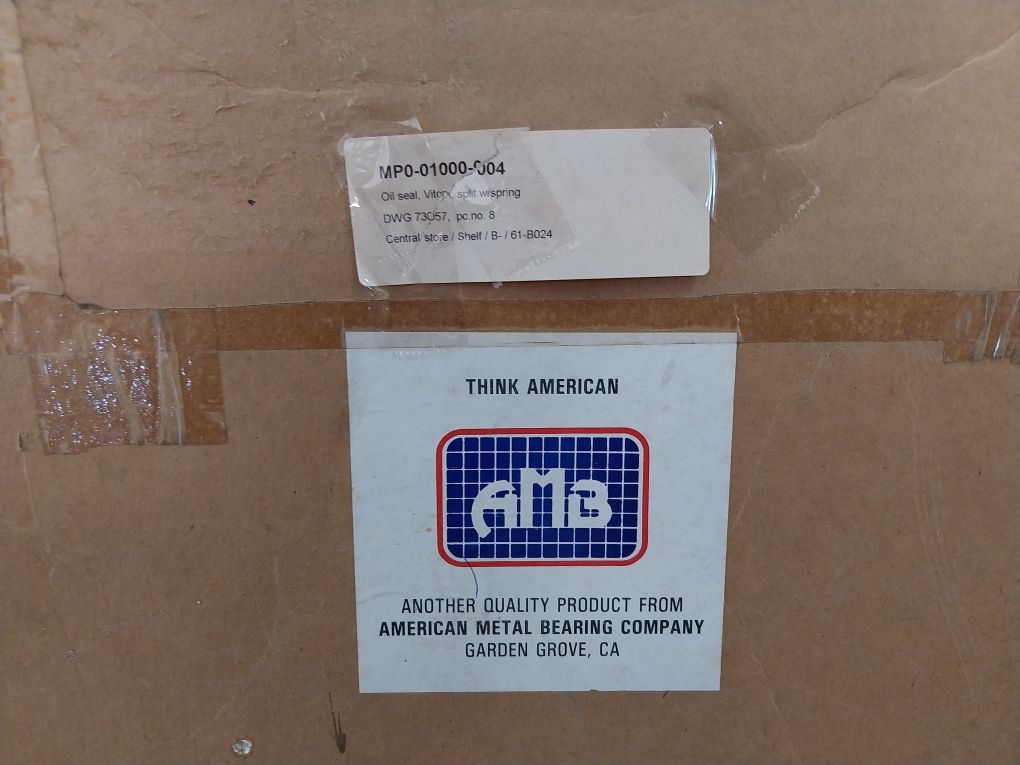 MP0-01000-004
Oil seal, Viton, split w/spring
DWG 73057, pc.no. 8
Central store / Shelf / B- / 61-B024
THINK AMERICAN
AMB
ANOTHER QUALITY PRODUCT FROM
AMERICAN METAL BEARING COMPANY
GARDEN GROVE, CA